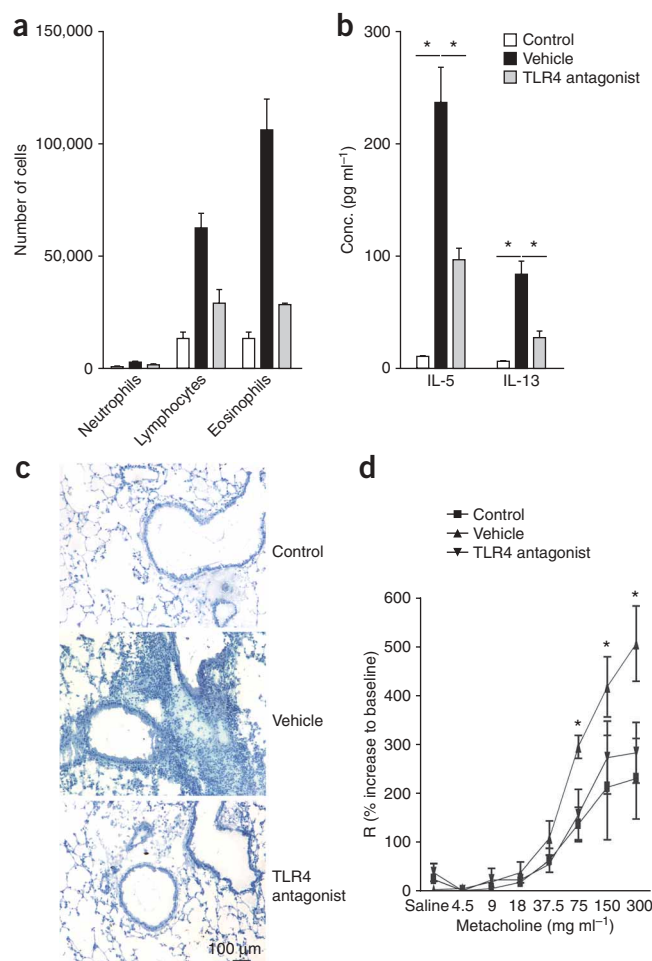 a
150,000
100,000
50,000
0
Number of cells
Neutrophils
Lymphocytes
Eosinophils
b
300
200
100
0
Conc. (pg ml⁻¹)
* *
* *
IL-5
IL-13
Control
Vehicle
TLR4 antagonist
c
Control
Vehicle
TLR4
antagonist
100 µm
d
Control
Vehicle
TLR4 antagonist
600
500
400
300
200
100
0
R (% increase to baseline)
*
*
*
Saline 4.5 9 18 37.5 75 150 300
Metacholine (mg ml⁻¹)